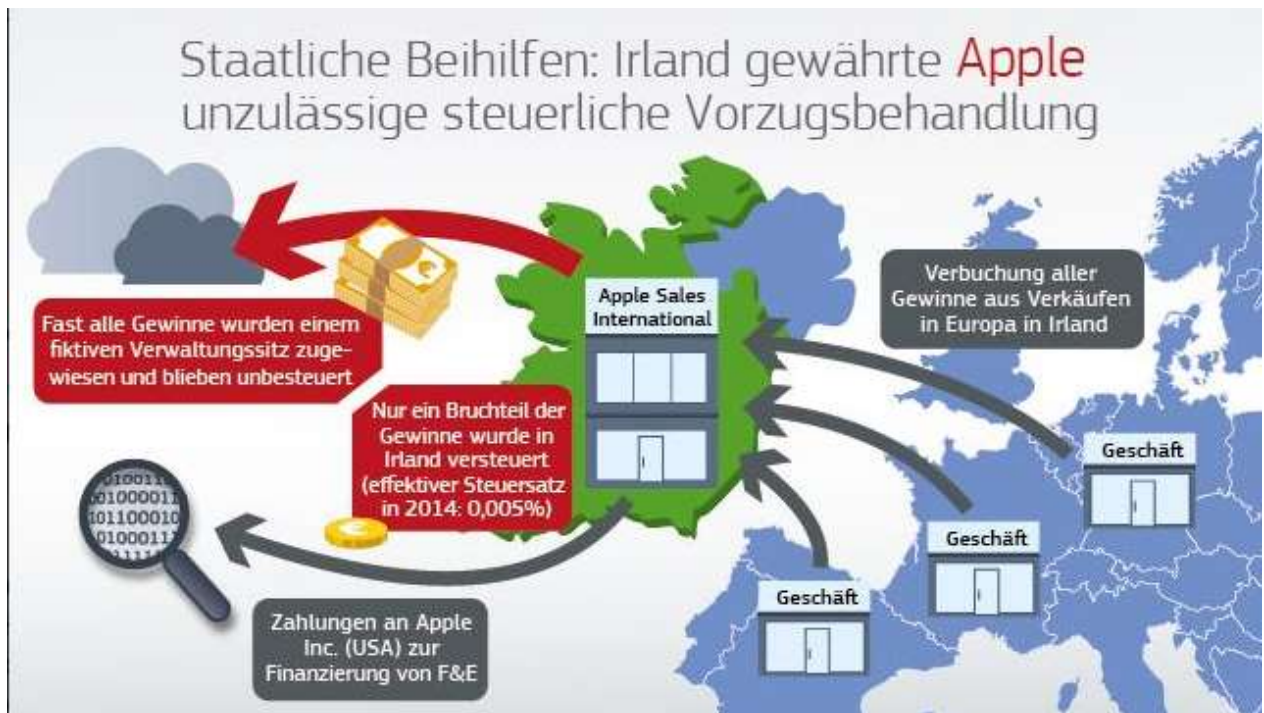 Staatliche Beihilfen: Irland gewährte Apple
unzulässige steuerliche Vorzugsbehandlung
Fast alle Gewinne wurden einem
fiktiven Verwaltungssitz zuge-
wiesen und blieben unbesteuert
Apple Sales
International
Verbuchung aller
Gewinne aus Verkäufen
in Europa in Irland
Nur ein Bruchteil der
Gewinne wurde in
Irland versteuert
(effektiver Steuersatz
in 2014: 0,005%)
Geschäft
Geschäft
Geschäft
Zahlungen an Apple
Inc. (USA) zur
Finanzierung von F&E